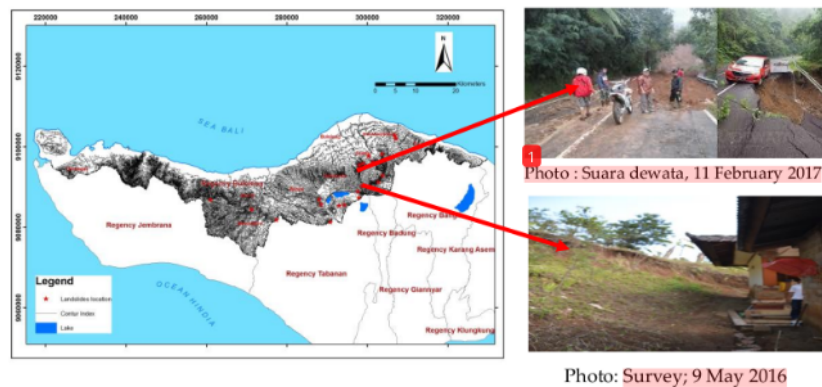 220000 240000 260000 280000 300000 320000
9120000
9100000
9080000
9060000
N
0 5 10 20
Kilometers
SEA BALI
Regency Buleleng
Regency Jembrana
Regency Bangli
Regency Badung
Regency Karang Asem
Regency Tabanan
Regency Giannyar
Regency Klungkung
OCEAN HINDIA
Legend
Landslides location
Contur Index
Lake
1
Photo : Suara dewata, 11 February 2017
Photo: Survey; 9 May 2016